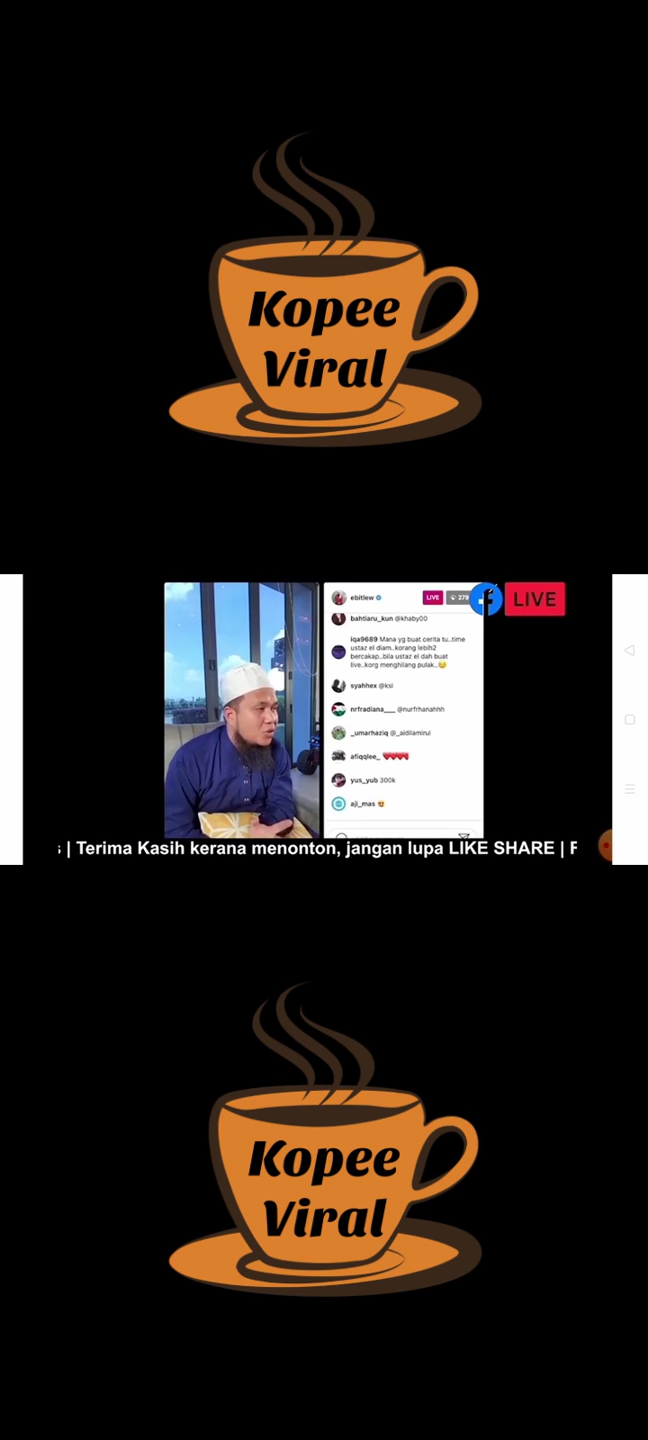 Kopee
Viral
ebitlew
LIVE
279
LIVE
bahtiaru_kun @khaby00
iqa9689 Mana yg buat cerita tu..time
ustaz el diam..korang lebih2
bercakap..bila ustaz el dah buat
live..korg menghilang pulak..😏
syahhex @ksi
nrfradiana____ @nurfrhanahhh
_umarhaziq @_aidilamirul
afiqqlee_ ❤️❤️❤️❤️
yus_yub 300k
aji_mas 😍
| Terima Kasih kerana menonton, jangan lupa LIKE SHARE | F
Kopee
Viral